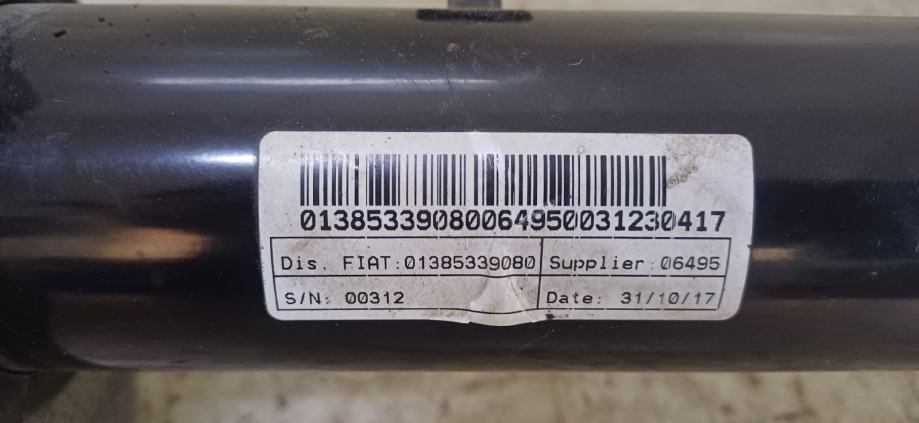 01385339080064950031230417
Dis. FIAT:01385339080 Supplier:06495
S/N: 00312 Date: 31/10/17